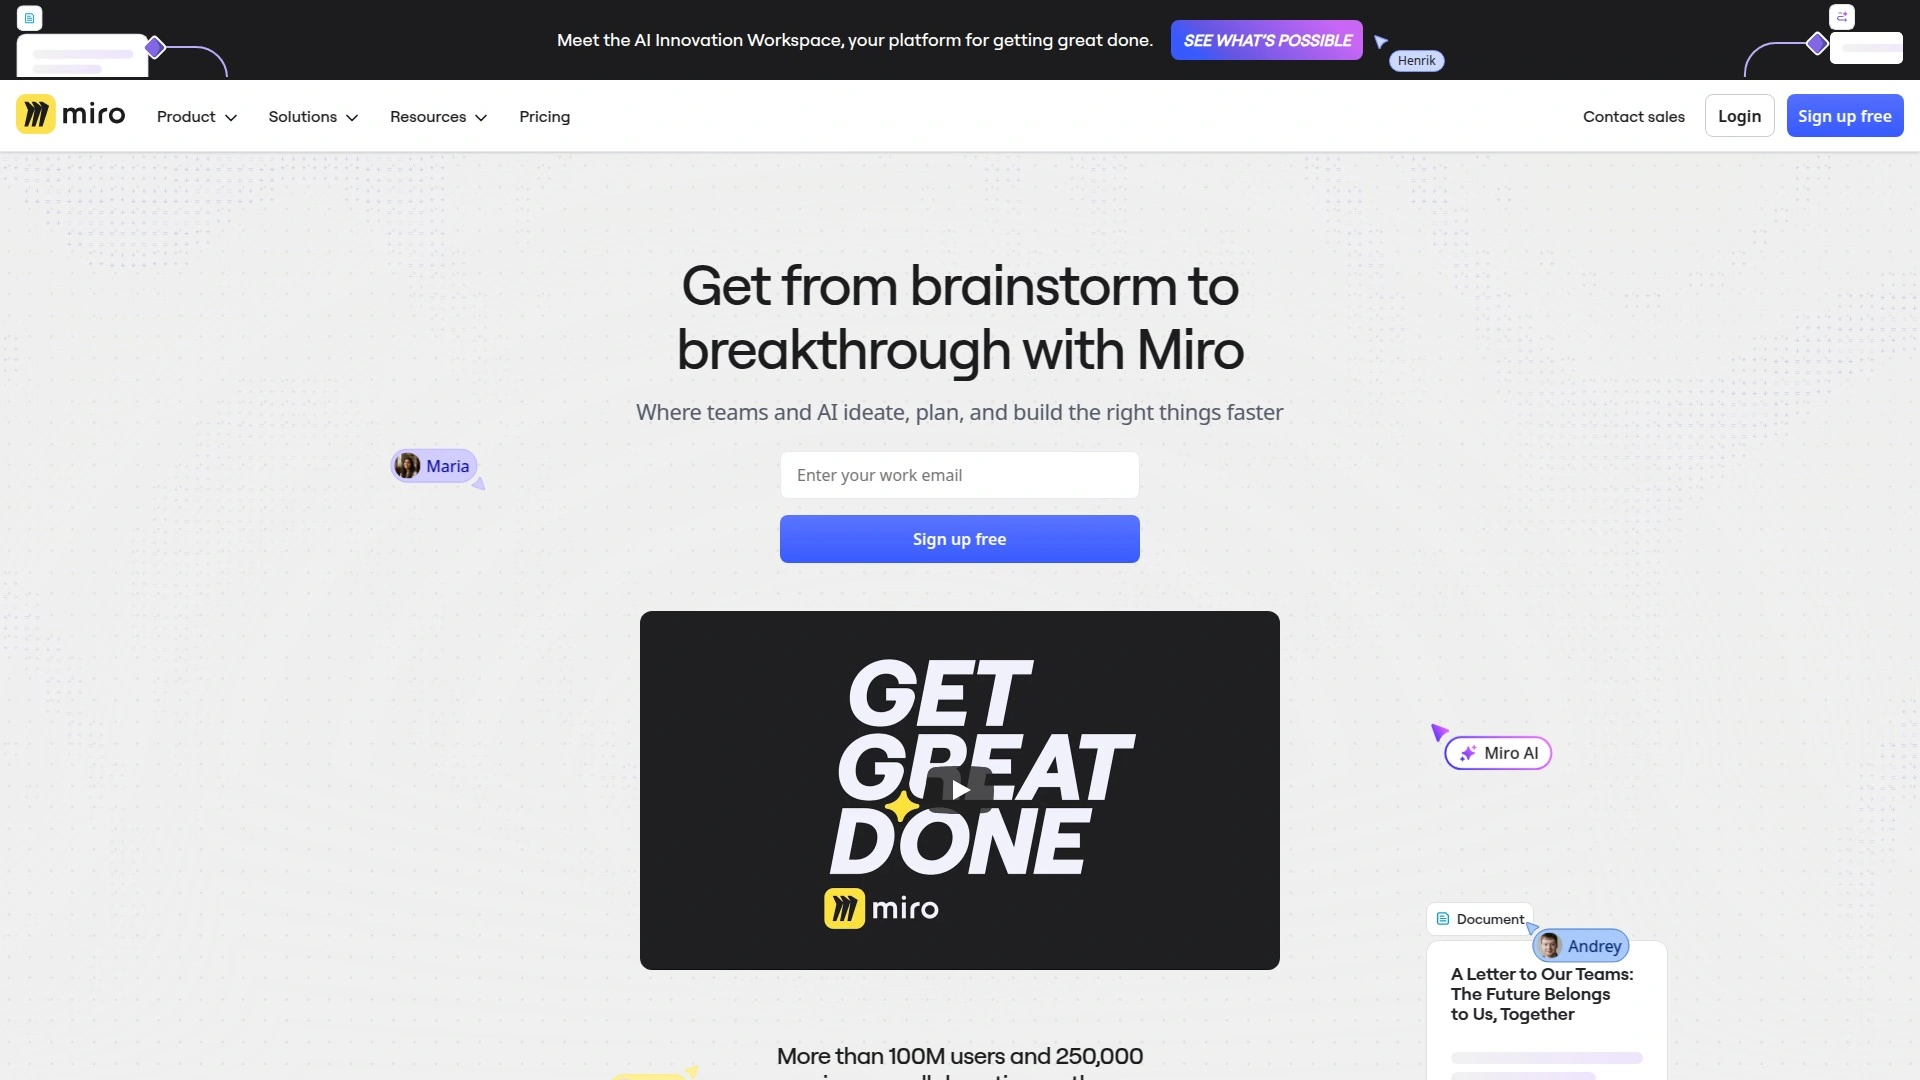 Meet the AI Innovation Workspace, your platform for getting great done.
SEE WHAT'S POSSIBLE
Henrik
miro
Product
Solutions
Resources
Pricing
Contact sales
Login
Sign up free
Get from brainstorm to
breakthrough with Miro
Where teams and AI ideate, plan, and build the right things faster
Maria
Enter your work email
Sign up free
GET
GREAT
DONE
miro
Miro AI
Document
Andrey
A Letter to Our Teams:
The Future Belongs
to Us, Together
More than 100M users and 250,000